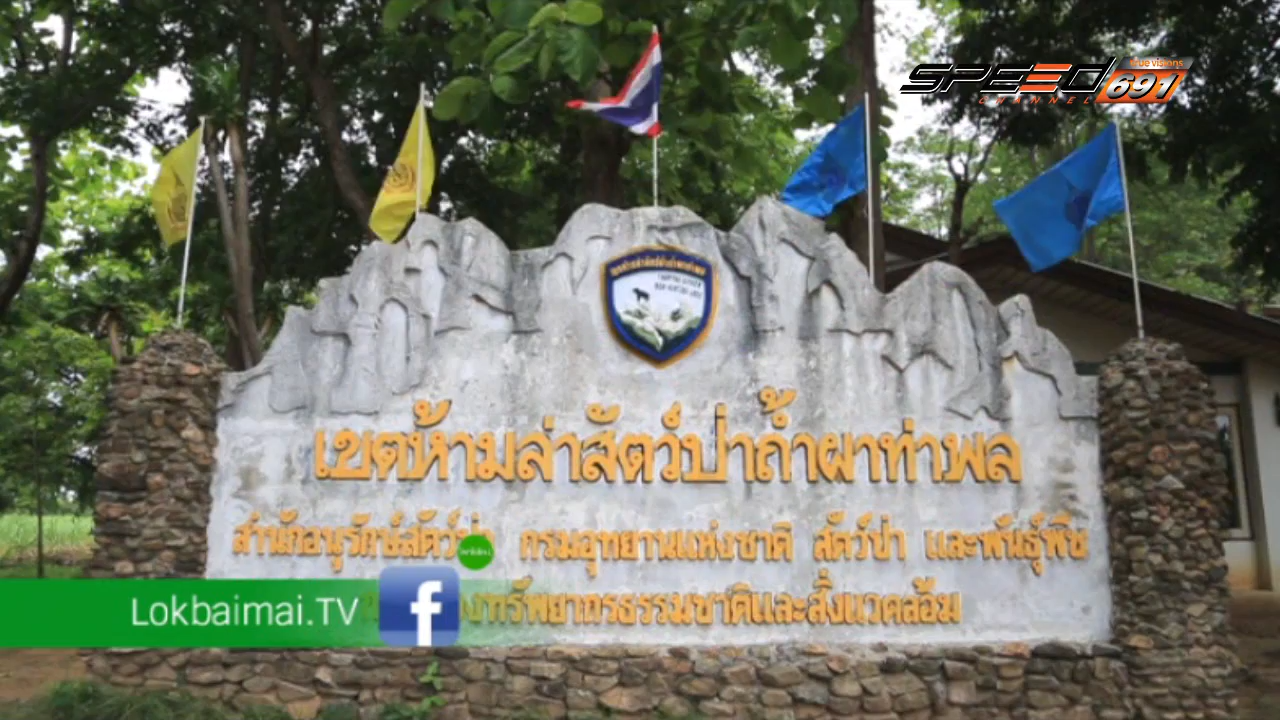 SPEED
true visions
CHANNEL 691
เขตห้ามล่าสัตว์ป่าถ้ำผาท่าพล
สำนักอนุรักษ์สัตว์ป่า กรมอุทยานแห่งชาติ สัตว์ป่า และพันธุ์พืช
ทรัพยากรธรรมชาติและสิ่งแวดล้อม
Lokbaimai.TV f